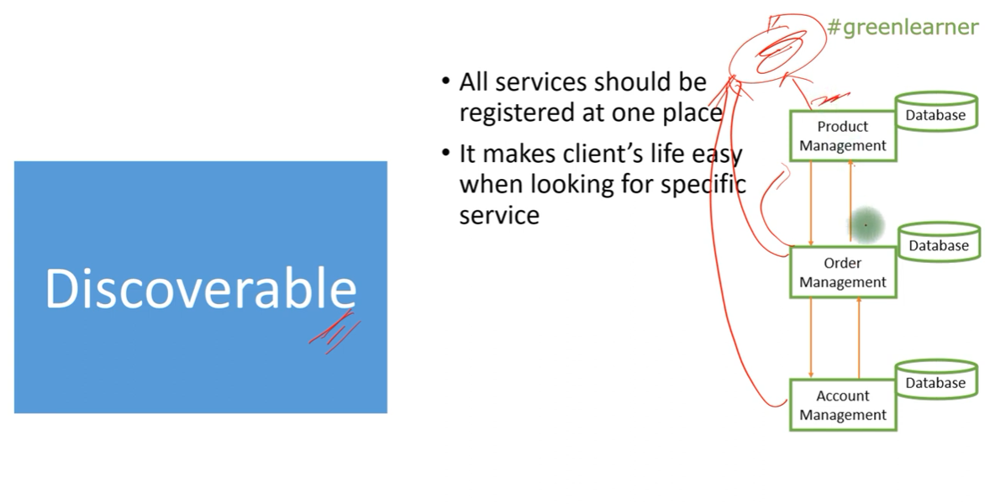 #greenlearner
Discoverable
• All services should be
registered at one place
• It makes client's life easy
when looking for specific
service
Product
Management
Database
Order
Management
Database
Account
Management
Database